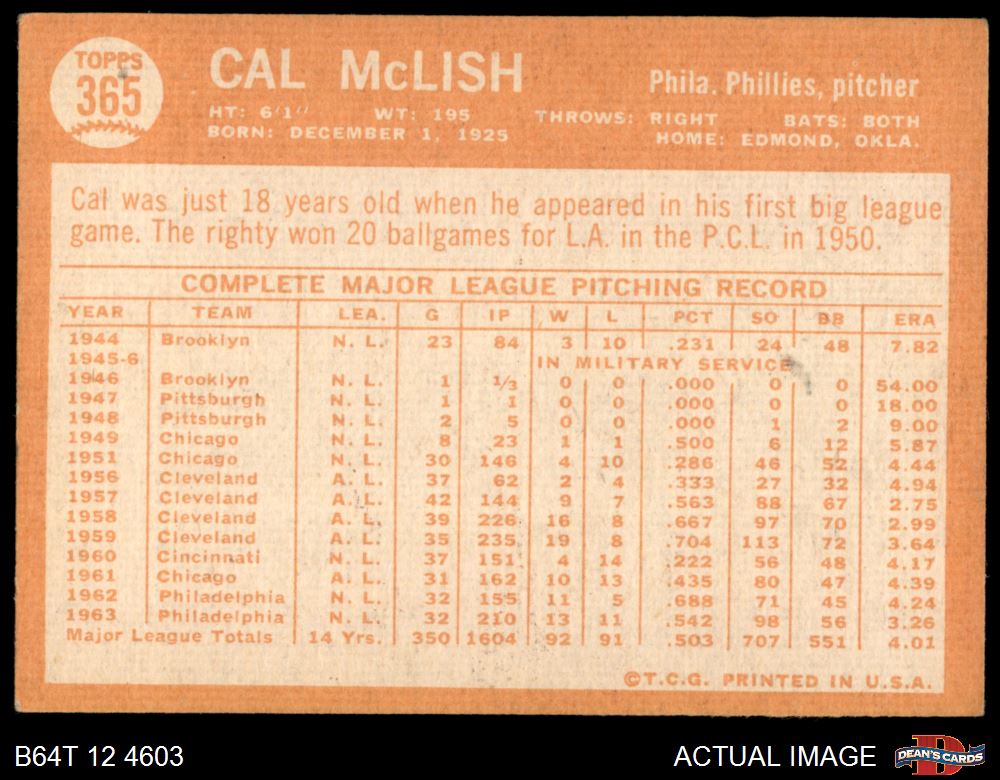 TOPPS
365
CAL McLISH
Phila. Phillies, pitcher
HT: 6'1" WT: 195 THROWS: RIGHT BATS: BOTH
BORN: DECEMBER 1, 1925 HOME: EDMOND, OKLA.
Cal was just 18 years old when he appeared in his first big league
game. The righty won 20 ballgames for L.A. in the P.C.L. in 1950.
COMPLETE MAJOR LEAGUE PITCHING RECORD
YEAR TEAM LEA. G IP W L PCT SO BB ERA
1944 Brooklyn N. L. 23 84 3 10 .231 24 48 7.82
1945-6 IN MILITARY SERVICE
1946 Brooklyn N. L. 1 1/3 0 0 .000 0 0 54.00
1947 Pittsburgh N. L. 1 1 0 0 .000 0 0 18.00
1948 Pittsburgh N. L. 2 5 0 0 .000 1 2 9.00
1949 Chicago N. L. 8 23 1 1 .500 6 12 5.87
1951 Chicago N. L. 30 146 4 10 .286 46 52 4.44
1956 Cleveland A. L. 37 62 2 4 .333 27 32 4.94
1957 Cleveland A. L. 42 144 9 7 .563 88 67 2.75
1958 Cleveland A. L. 39 226 16 8 .667 97 70 2.99
1959 Cleveland A. L. 35 235 19 8 .704 113 72 3.64
1960 Cincinnati N. L. 37 151 4 14 .222 56 48 4.17
1961 Chicago A. L. 31 162 10 13 .435 80 47 4.39
1962 Philadelphia N. L. 32 155 11 5 .688 71 45 4.24
1963 Philadelphia N. L. 32 210 13 11 .542 98 56 3.26
Major League Totals 14 Yrs. 350 1604 92 91 .503 707 551 4.01
©T.C.G. PRINTED IN U.S.A.
B64T 12 4603 ACTUAL IMAGE
DEAN'S CARDS